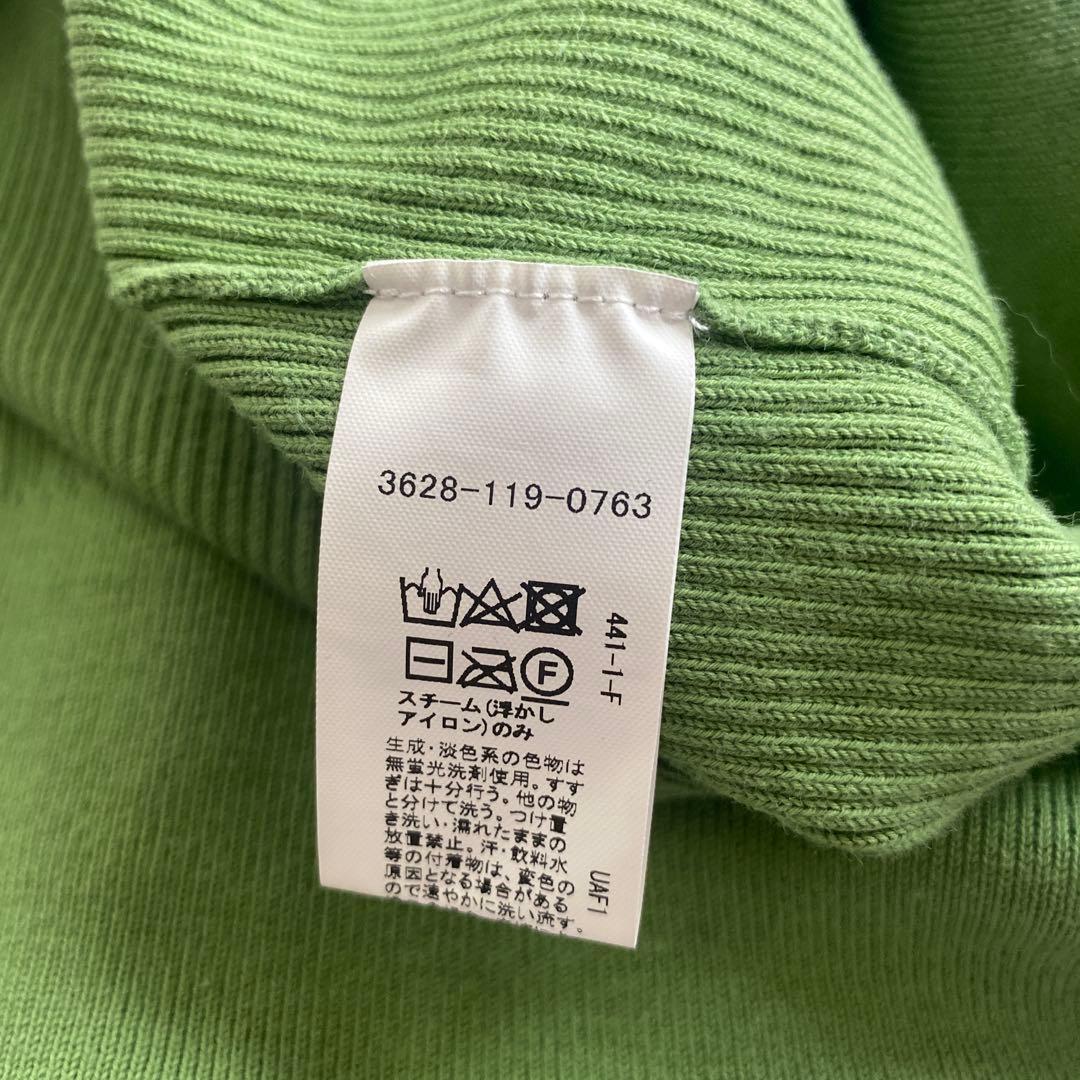 3628-119-0763
441-1-F
F
スチーム(浮かし
アイロン)のみ
生成・淡色系の色物は
無蛍光洗剤使用。すす
ぎは十分行う。他の物
と分けて洗う。つけ置
き洗い・濡れたままの
放置禁止。汗・飲料水
等の付着物は、変色の
原因となる場合がある
ので速やかに洗い流す。
UAF1